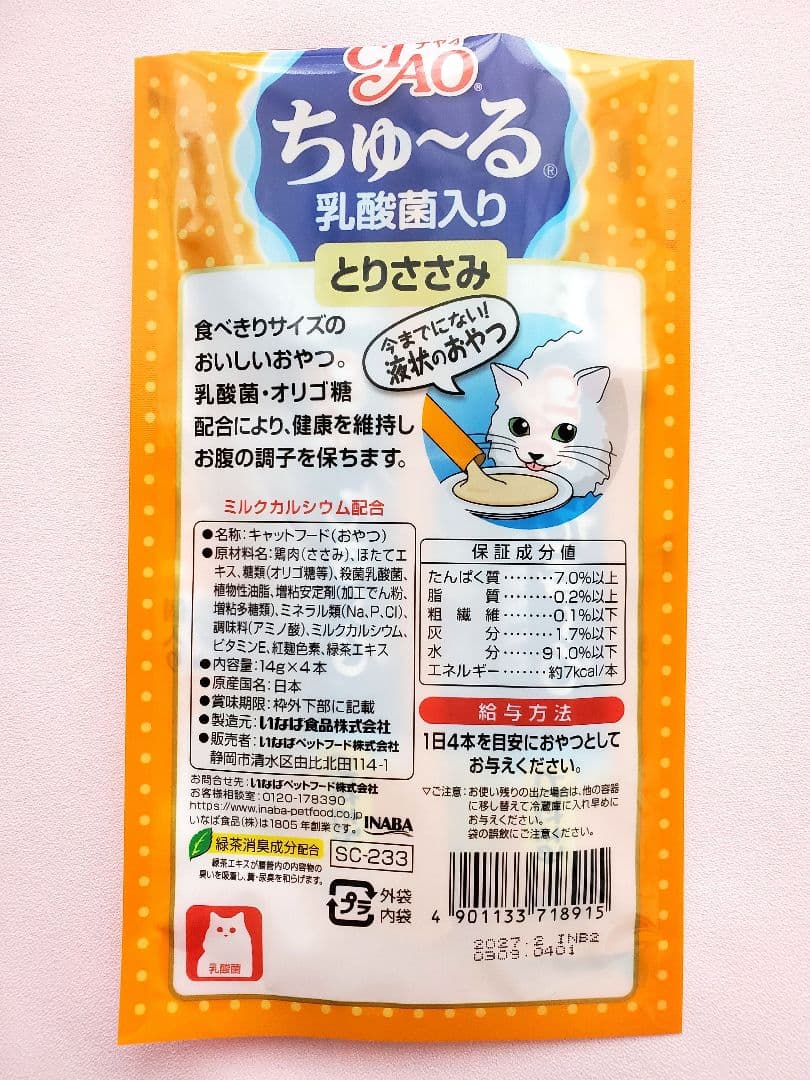 チャオ
CIAO®
ちゅ～る®
乳酸菌入り
とりささみ
食べきりサイズの
おいしいおやつ。
乳酸菌・オリゴ糖
配合により、健康を維持し
お腹の調子を保ちます。
今までにない!
液状のおやつ
ミルクカルシウム配合
●名称:キャットフード(おやつ)
●原材料名:鶏肉(ささみ)、ほたてエ
キス、糖類(オリゴ糖等)、殺菌乳酸菌、
植物性油脂、増粘安定剤(加工でん粉、
増粘多糖類)、ミネラル類(Na、P、Cl)、
調味料(アミノ酸)、ミルクカルシウム、
ビタミンE、紅麹色素、緑茶エキス
●内容量:14g×4本
●原産国名:日本
●賞味期限:枠外下部に記載
●製造元:いなば食品株式会社
●販売者:いなばペットフード株式会社
静岡市清水区由比北田114-1
お問合せ先:いなばペットフード株式会社
お客様相談室:0120-178390
https://www.inaba-petfood.co.jp
いなば食品(株)は1805年創業です。
INABA
緑茶消臭成分配合
緑茶エキスが腸管内の内容物の
臭いを吸着し、糞・尿臭を和らげます。
SC-233
プラ
外袋
内袋
乳酸菌
保証成分値
たんぱく質………7.0%以上
脂質………0.2%以上
粗繊維………0.1%以下
灰分………1.7%以下
水分………91.0%以下
エネルギー………約7kcal/本
給与方法
1日4本を目安におやつとして
お与えください。
▽ご注意:お使い残りの出た場合は、他の容器
に移し替えて冷蔵庫に入れ早めに
お与えください。
袋の誤飲にご注意ください。
4 901133 718915
2027.2 INB2
0309.0401